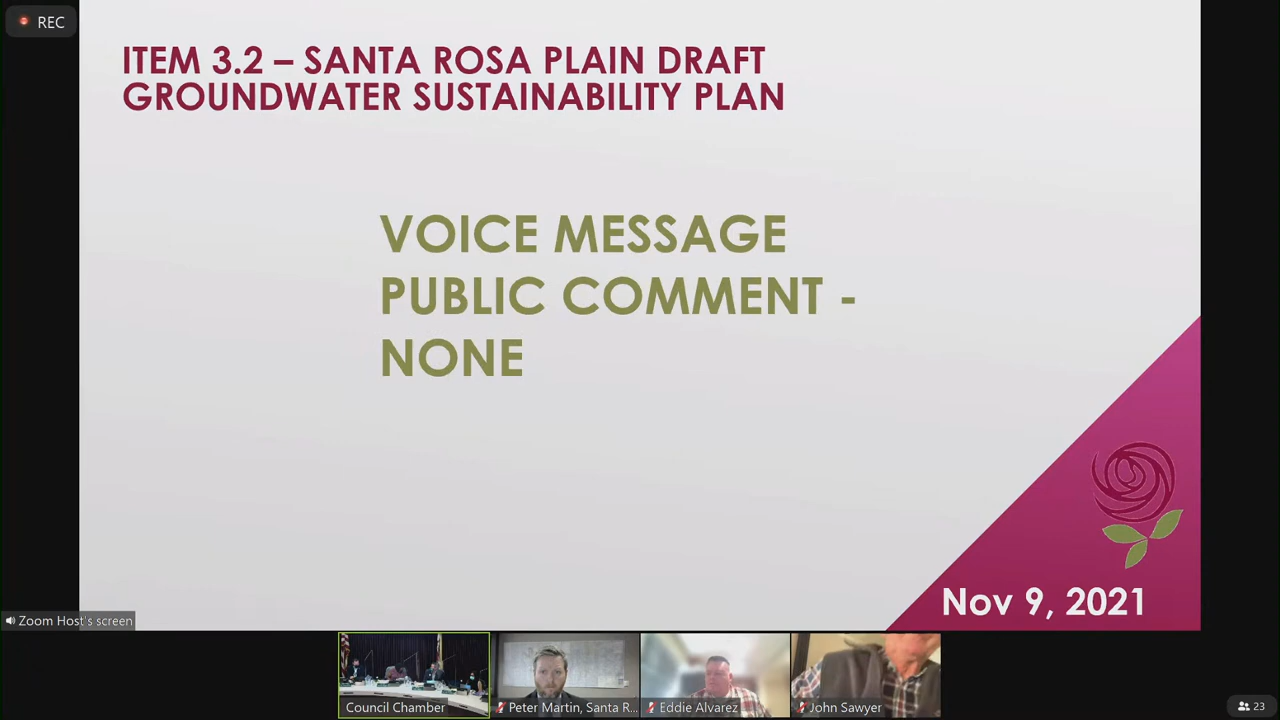 REC
ITEM 3.2 – SANTA ROSA PLAIN DRAFT
GROUNDWATER SUSTAINABILITY PLAN
VOICE MESSAGE
PUBLIC COMMENT -
NONE
Nov 9, 2021
Zoom Host's screen
Council Chamber
Peter Martin, Santa R...
Eddie Alvarez
John Sawyer
23